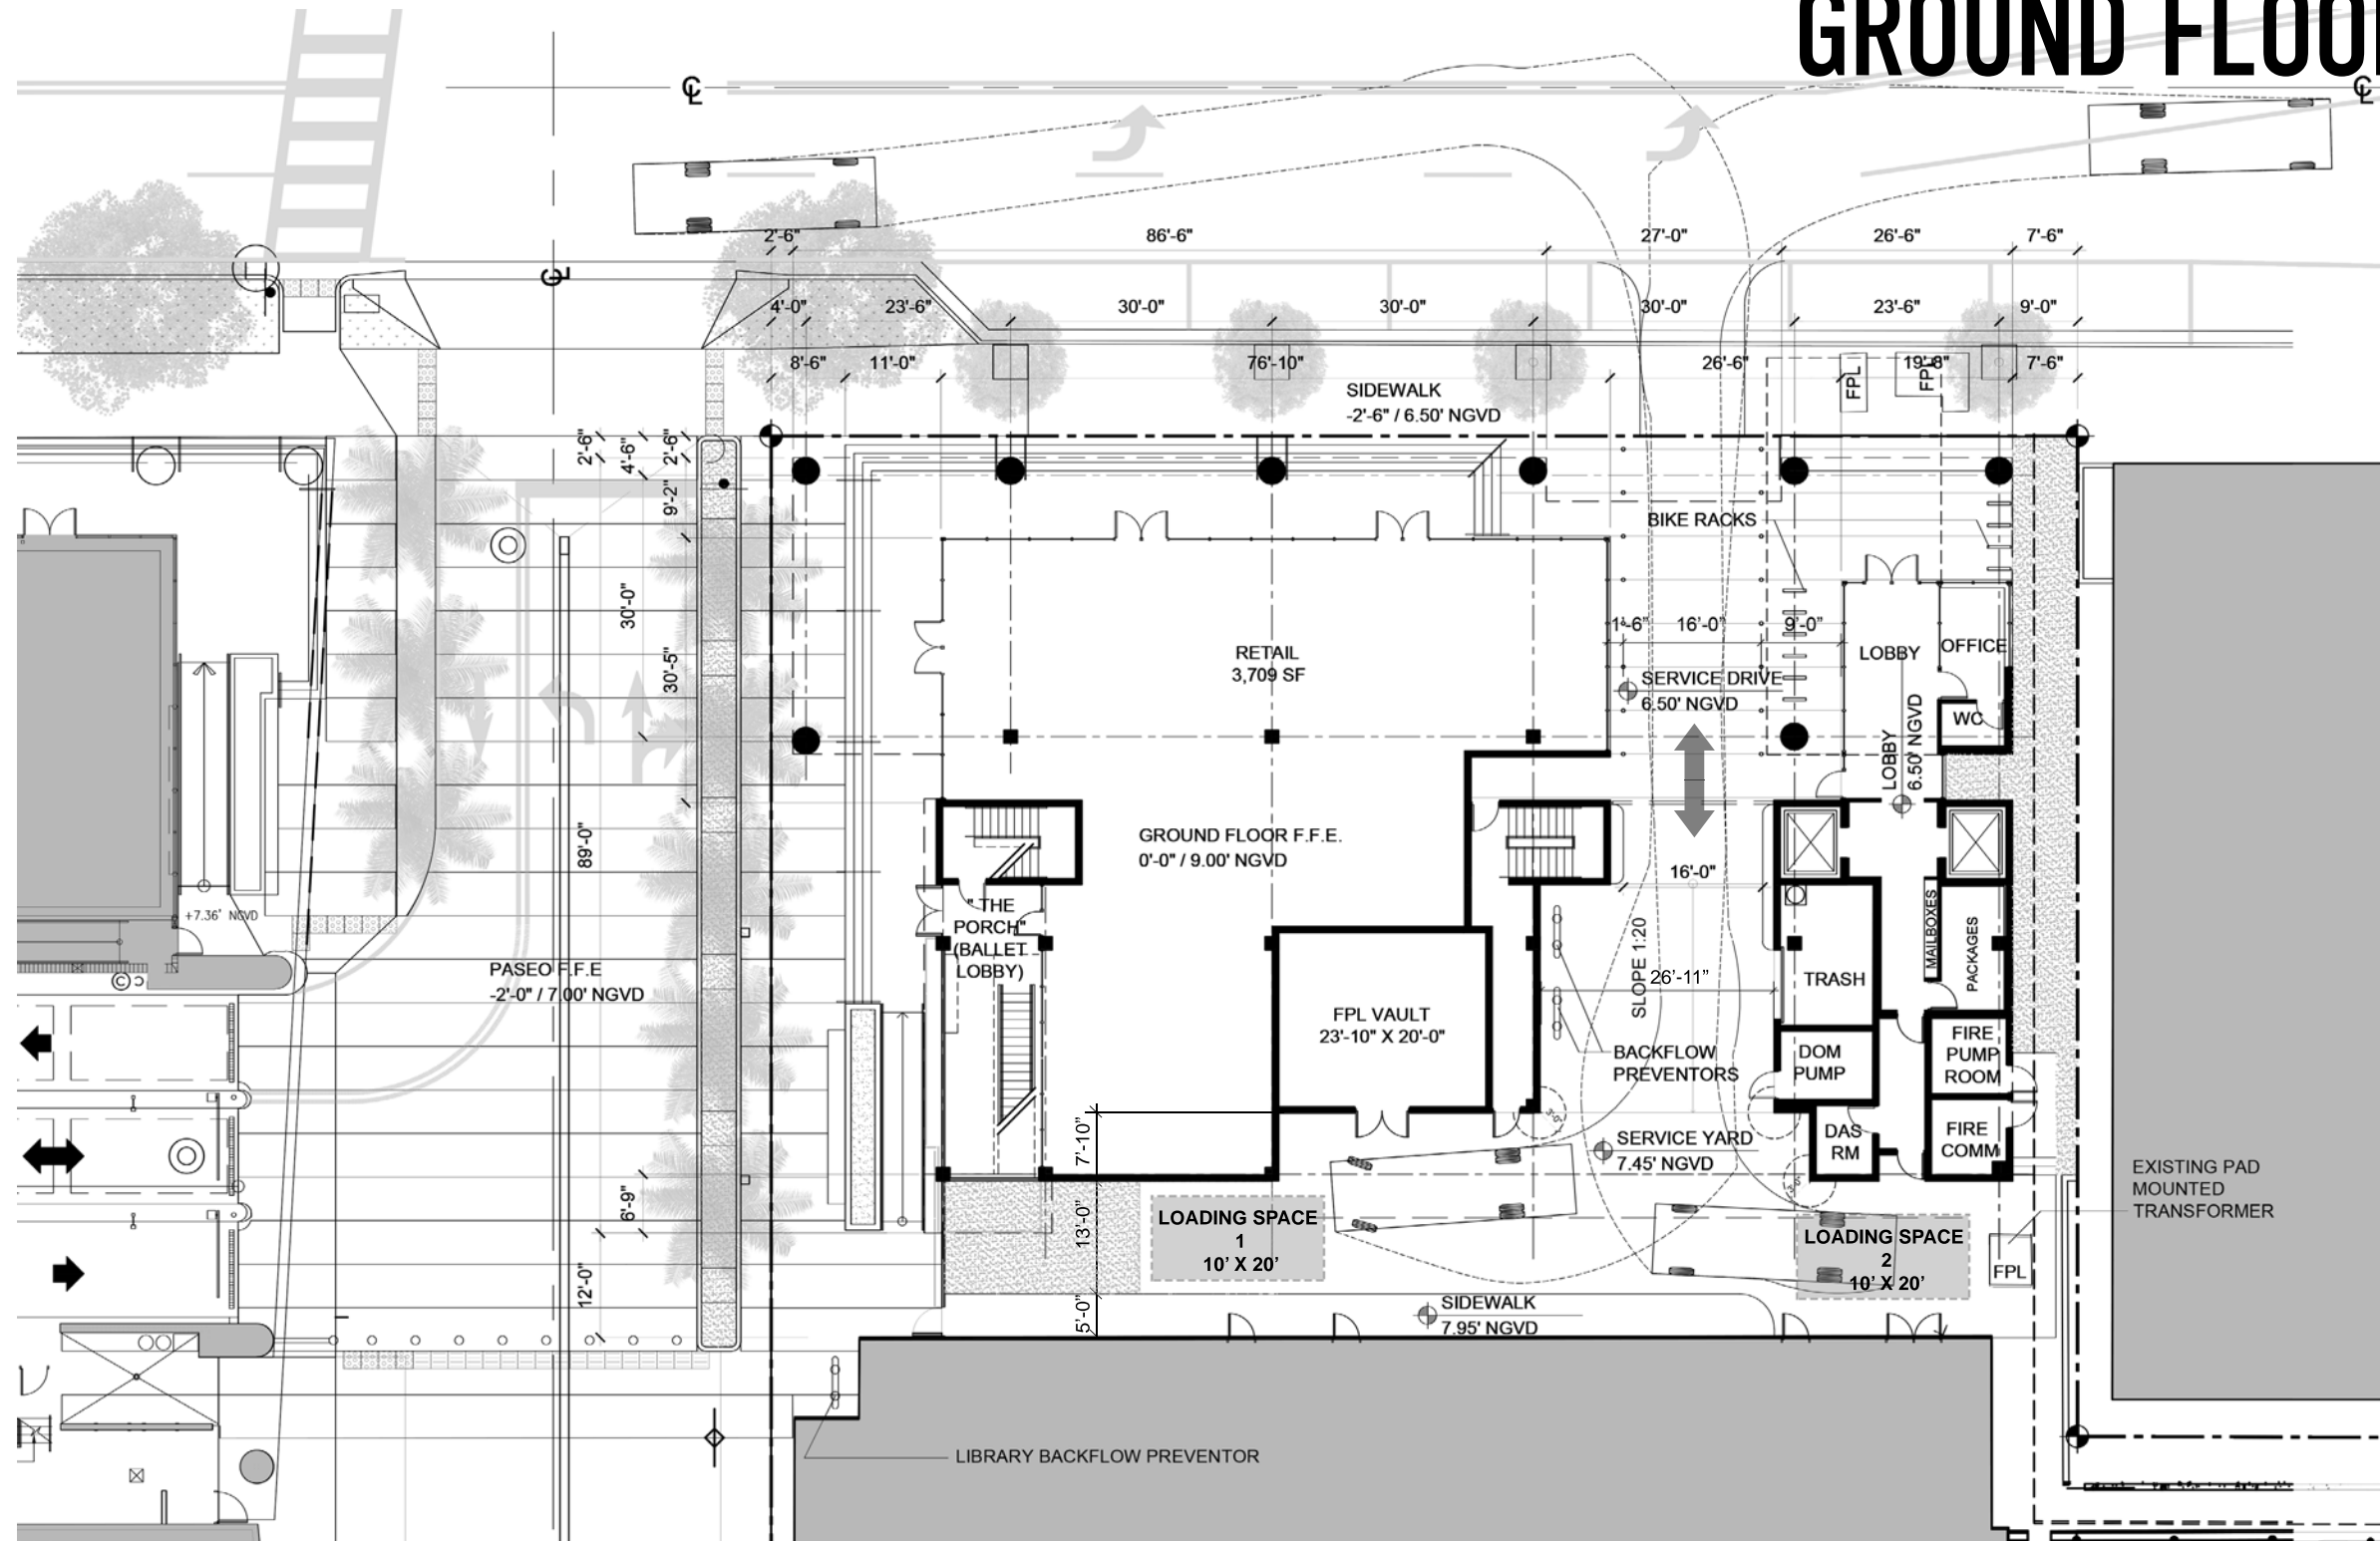 GROUND FLOO
2'-6"
86'-6"
27'-0"
26'-6"
7'-6"
4'-0"
23'-6"
30'-0"
30'-0"
30'-0"
23'-6"
9'-0"
8'-6"
11'-0"
76'-10"
26'-6"
19'-8"
7'-6"
FPL
FPL
SIDEWALK
-2'-6" / 6.50' NGVD
2'-6"
4'-6"
2'-6"
9'-2"
30'-0"
30'-5"
89'-0"
6'-9"
12'-0"
BIKE RACKS
1'-6"
16'-0"
9'-0"
RETAIL
3,709 SF
SERVICE DRIVE
6.50' NGVD
LOBBY
OFFICE
WC
LOBBY
6.50' NGVD
GROUND FLOOR F.F.E.
0'-0" / 9.00' NGVD
16'-0"
" THE
PORCH"
(BALLET
LOBBY)
+7.36' NGVD
PASEO F.F.E
-2'-0" / 7.00' NGVD
SLOPE 1:20
26'-11"
MAILBOXES
PACKAGES
TRASH
FPL VAULT
23'-10" X 20'-0"
BACKFLOW
PREVENTORS
DOM
PUMP
FIRE
PUMP
ROOM
DAS
RM
FIRE
COMM
SERVICE YARD
7.45' NGVD
7'-10"
13'-0"
5'-0"
LOADING SPACE
1
10' X 20'
LOADING SPACE
2
10' X 20'
FPL
EXISTING PAD
MOUNTED
TRANSFORMER
SIDEWALK
7.95' NGVD
LIBRARY BACKFLOW PREVENTOR